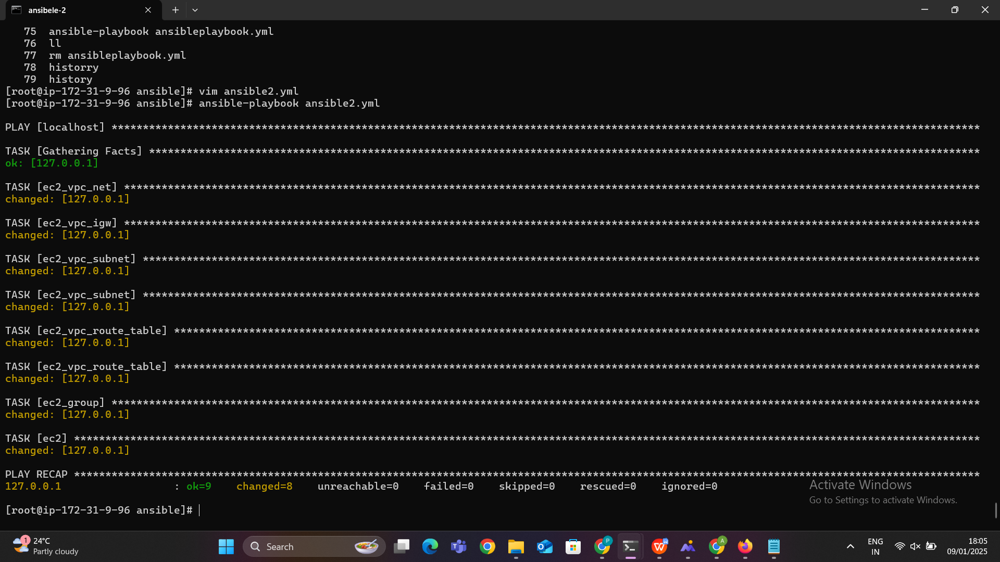 ansibele-2
75 ansible-playbook ansibleplaybook.yml
76 ll
77 rm ansibleplaybook.yml
78 historry
79 history
[root@ip-172-31-9-96 ansible]# vim ansible2.yml
[root@ip-172-31-9-96 ansible]# ansible-playbook ansible2.yml
PLAY [localhost] *******************************************************************************************************************************************
TASK [Gathering Facts] *************************************************************************************************************************************
ok: [127.0.0.1]
TASK [ec2_vpc_net] *****************************************************************************************************************************************
changed: [127.0.0.1]
TASK [ec2_vpc_igw] *****************************************************************************************************************************************
changed: [127.0.0.1]
TASK [ec2_vpc_subnet] **************************************************************************************************************************************
changed: [127.0.0.1]
TASK [ec2_vpc_subnet] **************************************************************************************************************************************
changed: [127.0.0.1]
TASK [ec2_vpc_route_table] *********************************************************************************************************************************
changed: [127.0.0.1]
TASK [ec2_vpc_route_table] *********************************************************************************************************************************
changed: [127.0.0.1]
TASK [ec2_group] *******************************************************************************************************************************************
changed: [127.0.0.1]
TASK [ec2] *************************************************************************************************************************************************
changed: [127.0.0.1]
PLAY RECAP *************************************************************************************************************************************************
127.0.0.1 : ok=9 changed=8 unreachable=0 failed=0 skipped=0 rescued=0 ignored=0
Activate Windows
Go to Settings to activate Windows.
[root@ip-172-31-9-96 ansible]#
1
24°C
Partly cloudy
Search
P
A
ENG
IN
18:05
09/01/2025